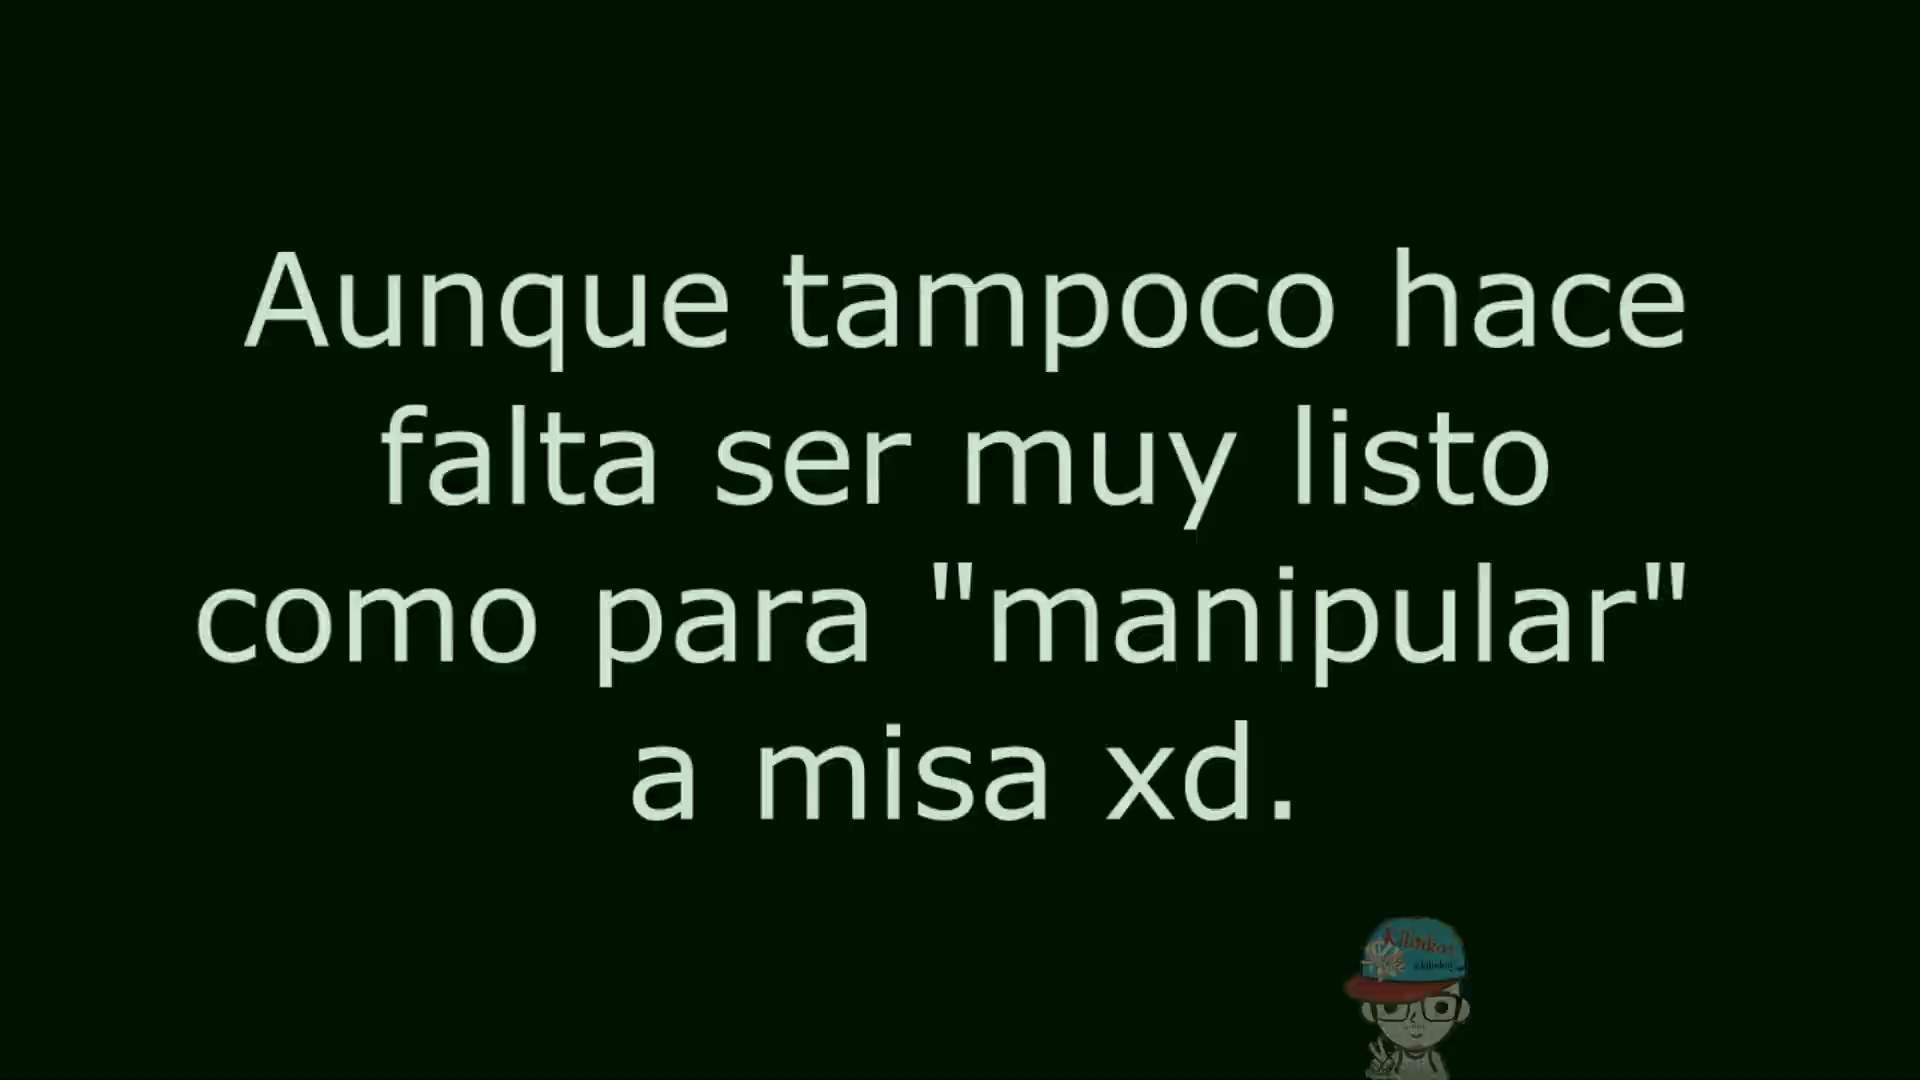 Aunque tampoco hace
falta ser muy listo
como para "manipular"
a misa xd.